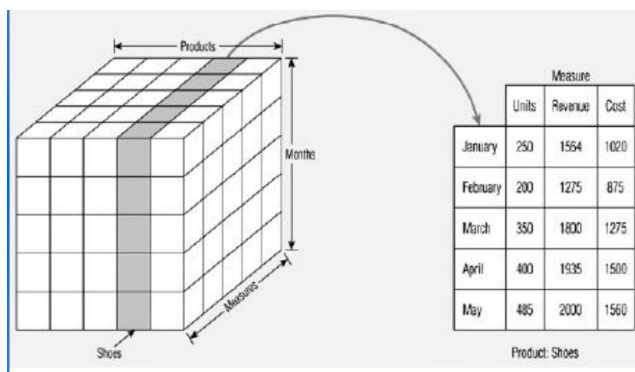 Products
Months
Measures
Shoes
Measure
Units Revenue Cost
January 250 1564 1020
February 200 1275 875
March 350 1800 1275
April 400 1935 1500
May 485 2000 1560
Product: Shoes